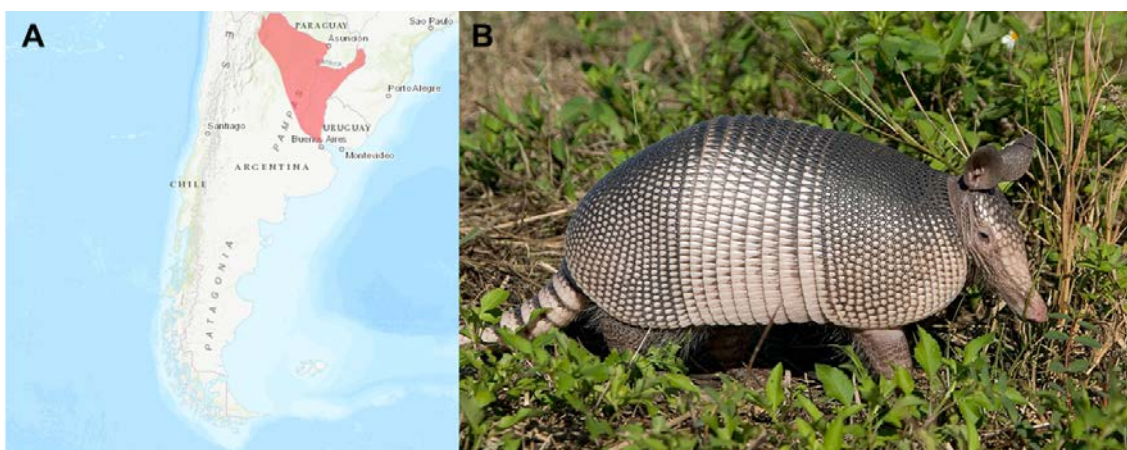 A
PARAGUAY
Sao Paulo
Asunción
Porto Alegre
PAMPAS
Santiago
URUGUAY
Buenos Aires
Montevideo
ARGENTINA
CHILE
PATAGONIA
B